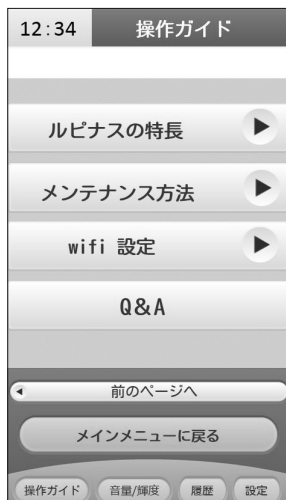 12:34 操作ガイド
ルピナスの特長
メンテナンス方法
wifi 設定
Q&A
前のページへ
メインメニューに戻る
操作ガイド 音量/輝度 履歴 設定